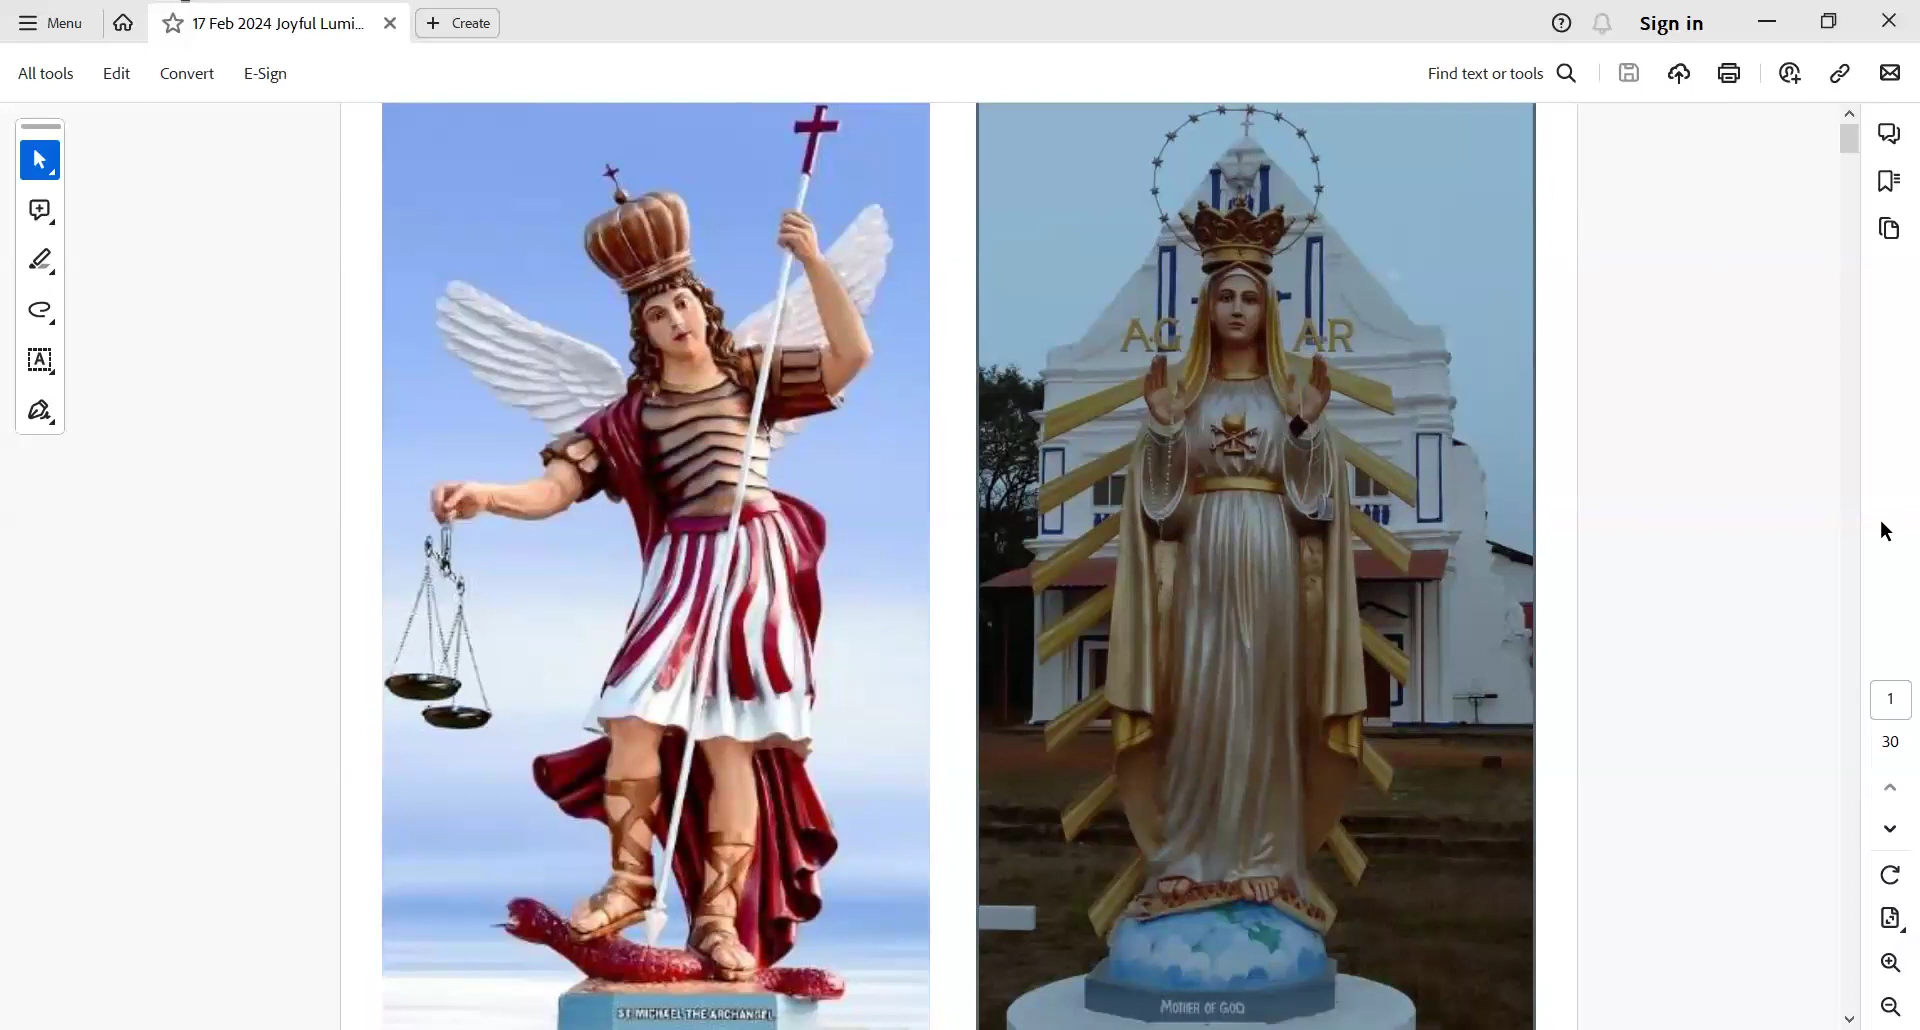 Menu
17 Feb 2024 Joyful Lumi...
Create
Sign in
All tools
Edit
Convert
E-Sign
Find text or tools
AG AR
1
30
ST MICHAEL THE ARCHANGEL
MOTHER OF GOD